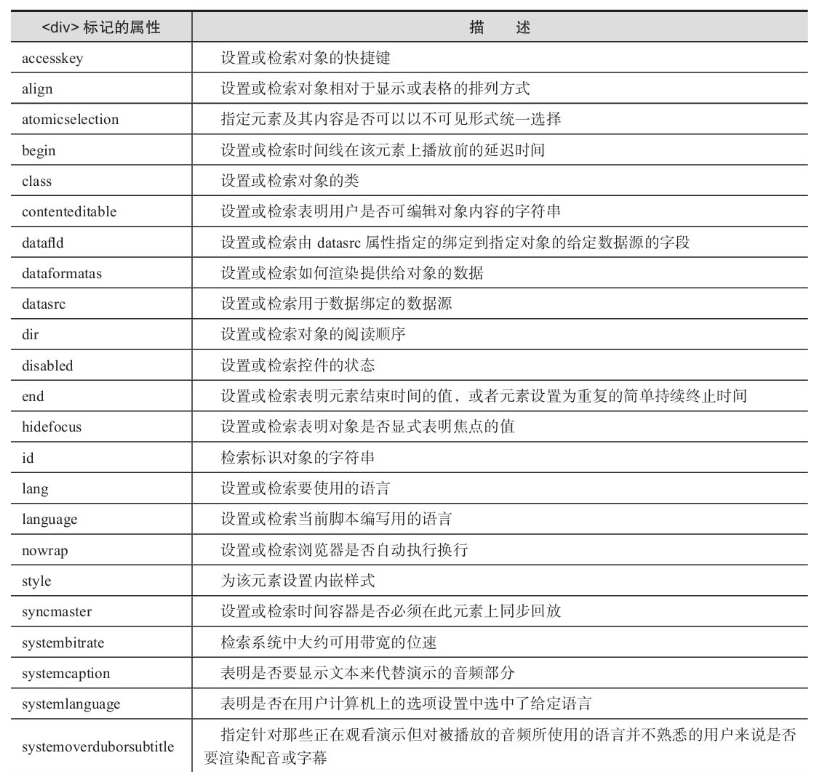 <div> 标记的属性 描 述
accesskey 设置或检索对象的快捷键
align 设置或检索对象相对于显示或表格的排列方式
atomicselection 指定元素及其内容是否可以以不可见形式统一选择
begin 设置或检索时间线在该元素上播放前的延迟时间
class 设置或检索对象的类
contenteditable 设置或检索表明用户是否可编辑对象内容的字符串
datafld 设置或检索由 datasrc 属性指定的绑定到指定对象的给定数据源的字段
dataformatas 设置或检索如何渲染提供给对象的数据
datasrc 设置或检索用于数据绑定的数据源
dir 设置或检索对象的阅读顺序
disabled 设置或检索控件的状态
end 设置或检索表明元素结束时间的值，或者元素设置为重复的简单持续终止时间
hidefocus 设置或检索表明对象是否显式表明焦点的值
id 检索标识对象的字符串
lang 设置或检索要使用的语言
language 设置或检索当前脚本编写用的语言
nowrap 设置或检索浏览器是否自动执行换行
style 为该元素设置内嵌样式
syncmaster 设置或检索时间容器是否必须在此元素上同步回放
systembitrate 检索系统中大约可用带宽的位速
systemcaption 表明是否要显示文本来代替演示的音频部分
systemlanguage 表明是否在用户计算机上的选项设置中选中了给定语言
systemoverduborsubtitle 指定针对那些正在观看演示但对被播放的音频所使用的语言并不熟悉的用户来说是否
要渲染配音或字幕